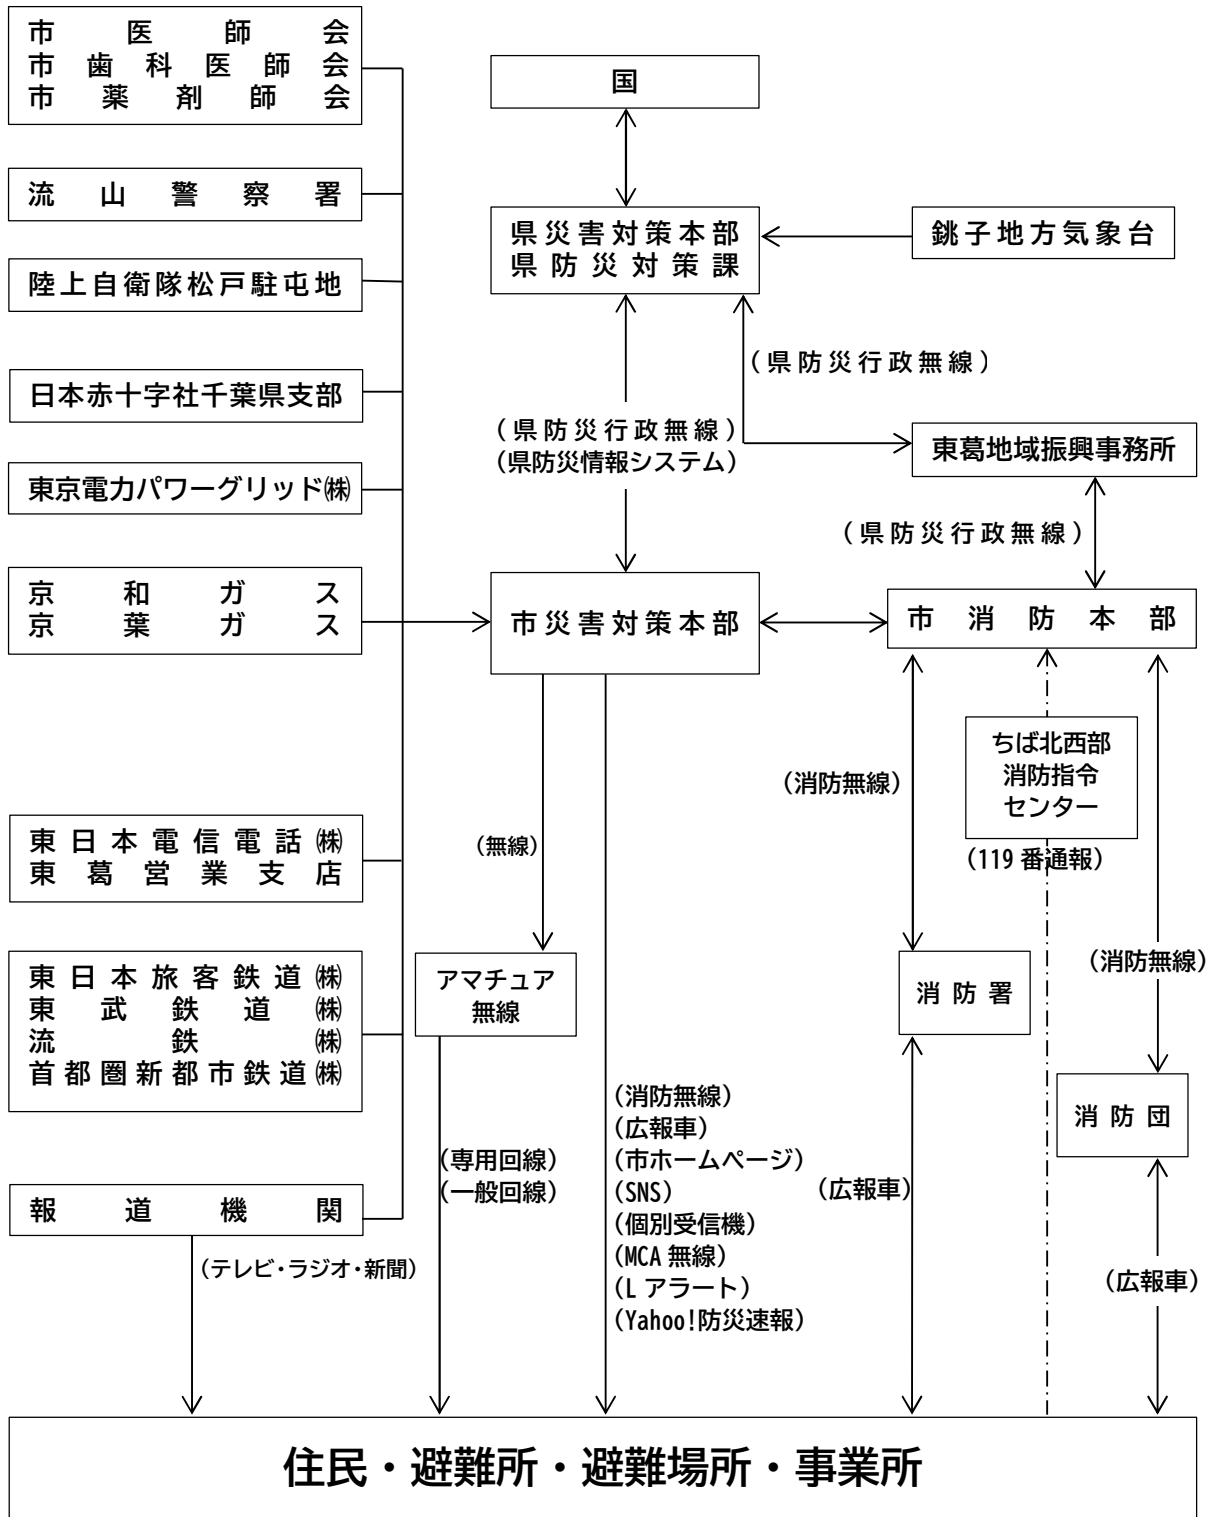 市医師会
市歯科医師会
市薬剤師会
国
流山警察署
県災害対策本部
県防災対策課
銚子地方気象台
陸上自衛隊松戸駐屯地
(県防災行政無線)
日本赤十字社千葉県支部
(県防災行政無線)
(県防災情報システム)
東葛地域振興事務所
東京電力パワーグリッド㈱
(県防災行政無線)
京和ガス
京葉ガス
市災害対策本部
市消防本部
ちば北西部
消防指令
センター
(消防無線)
(119番通報)
東日本電信電話㈱
東葛営業支店
(無線)
東日本旅客鉄道㈱
東武鉄道㈱
流鉄㈱
首都圏新都市鉄道㈱
アマチュア
無線
消防署
(消防無線)
消防団
(消防無線)
(広報車)
(市ホームページ)
(SNS)
(個別受信機)
(MCA無線)
(Lアラート)
(Yahoo!防災速報)
(専用回線)
(一般回線)
(広報車)
報道機関
(テレビ・ラジオ・新聞)
(広報車)
住民・避難所・避難場所・事業所